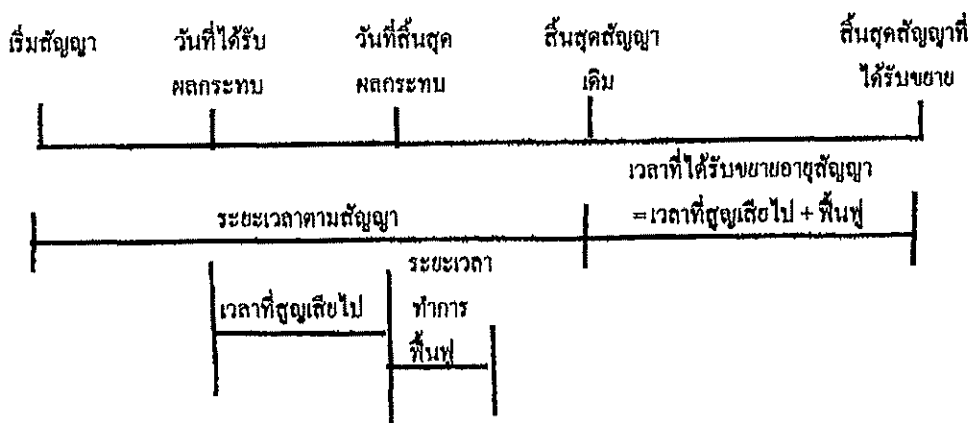 เริ่มสัญญา วันที่ได้รับ วันที่สิ้นสุด สิ้นสุดสัญญา สิ้นสุดสัญญาที่
ผลกระทบ ผลกระทบ เดิม ได้รับขยาย
เวลาที่ได้รับขยายอายุสัญญา
ระยะเวลาตามสัญญา =เวลาที่สูญเสียไป + ฟื้นฟู
ระยะเวลา
เวลาที่สูญเสียไป ทำการ
ฟื้นฟู